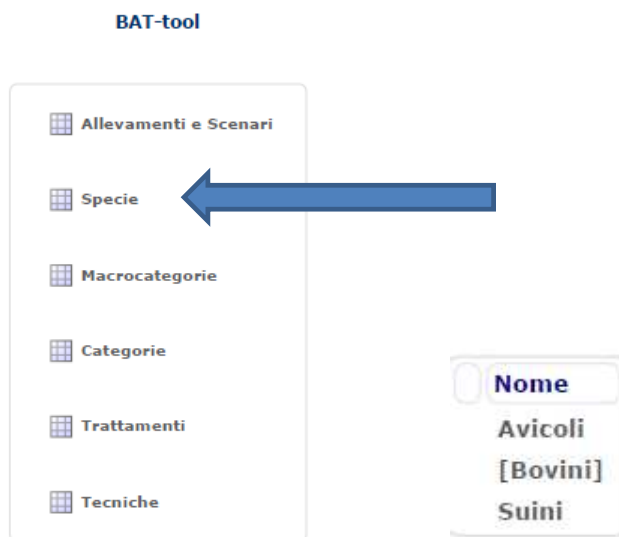 BAT-tool
Allevamenti e Scenari
Specie
Macrocategorie
Categorie
Trattamenti
Tecniche
Nome
Avicoli
[Bovini]
Suini